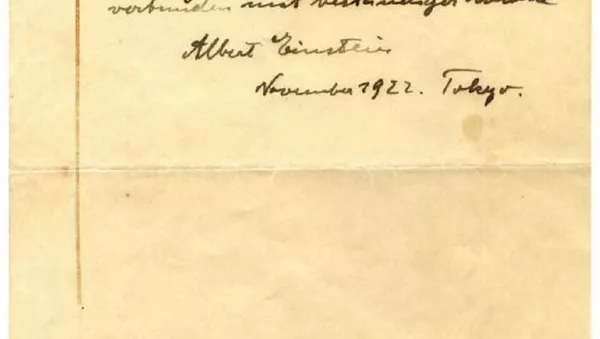 verbunden mit beständiger
Albert Einstein
November 1922. Tokyo.